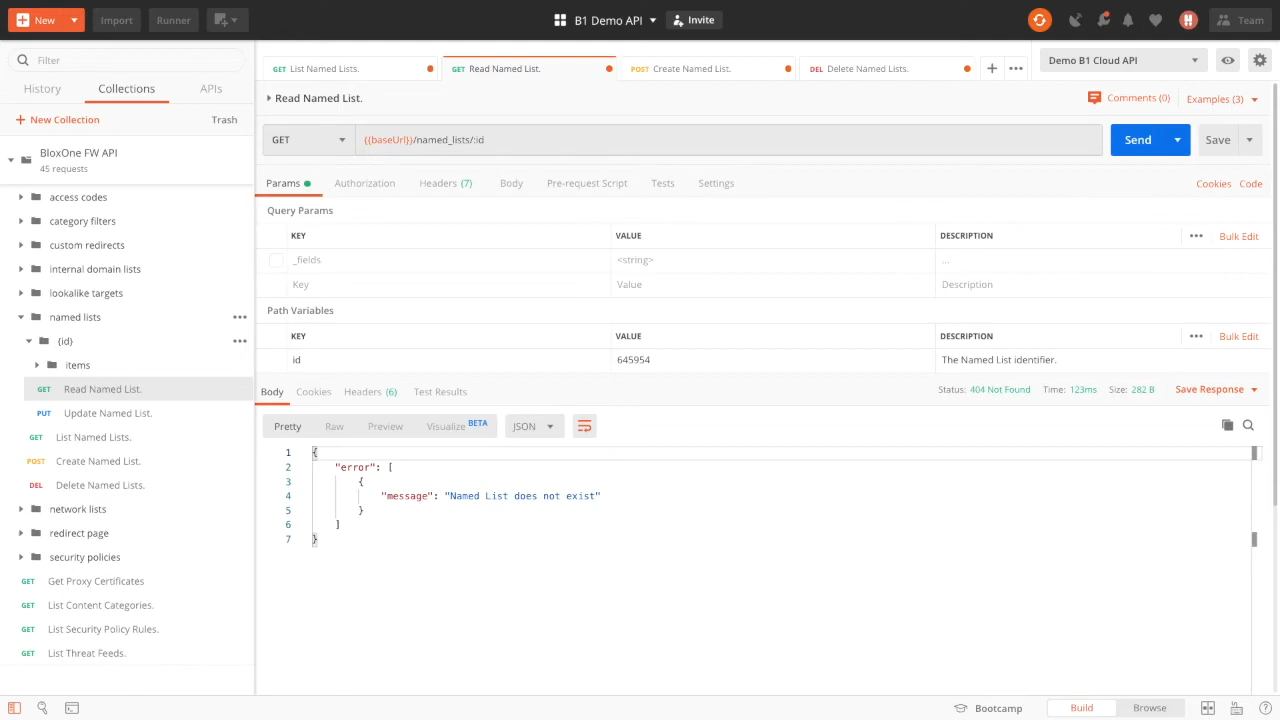 New
Import
Runner
B1 Demo API
Invite
Team
Filter
History
Collections
APIs
New Collection
Trash
BloxOne FW API
45 requests
access codes
category filters
custom redirects
internal domain lists
lookalike targets
named lists
{id}
items
GET Read Named List.
PUT Update Named List.
GET List Named Lists.
POST Create Named List.
DEL Delete Named Lists.
network lists
redirect page
security policies
GET Get Proxy Certificates
GET List Content Categories.
GET List Security Policy Rules.
GET List Threat Feeds.
GET List Named Lists.
GET Read Named List.
POST Create Named List.
DEL Delete Named Lists.
Demo B1 Cloud API
Read Named List.
Comments (0)
Examples (3)
GET
{{baseUrl}}/named_lists/:id
Send
Save
Params
Authorization
Headers (7)
Body
Pre-request Script
Tests
Settings
Cookies
Code
Query Params
KEY VALUE DESCRIPTION
Bulk Edit
_fields <string> ...
Key Value Description
Path Variables
KEY VALUE DESCRIPTION
Bulk Edit
id 645954 The Named List identifier.
Body
Cookies
Headers (6)
Test Results
Status: 404 Not Found Time: 123ms Size: 282 B
Save Response
Pretty
Raw
Preview
Visualize BETA
JSON
1 {
2 "error": [
3 {
4 "message": "Named List does not exist"
5 }
6 ]
7 }
Bootcamp
Build
Browse